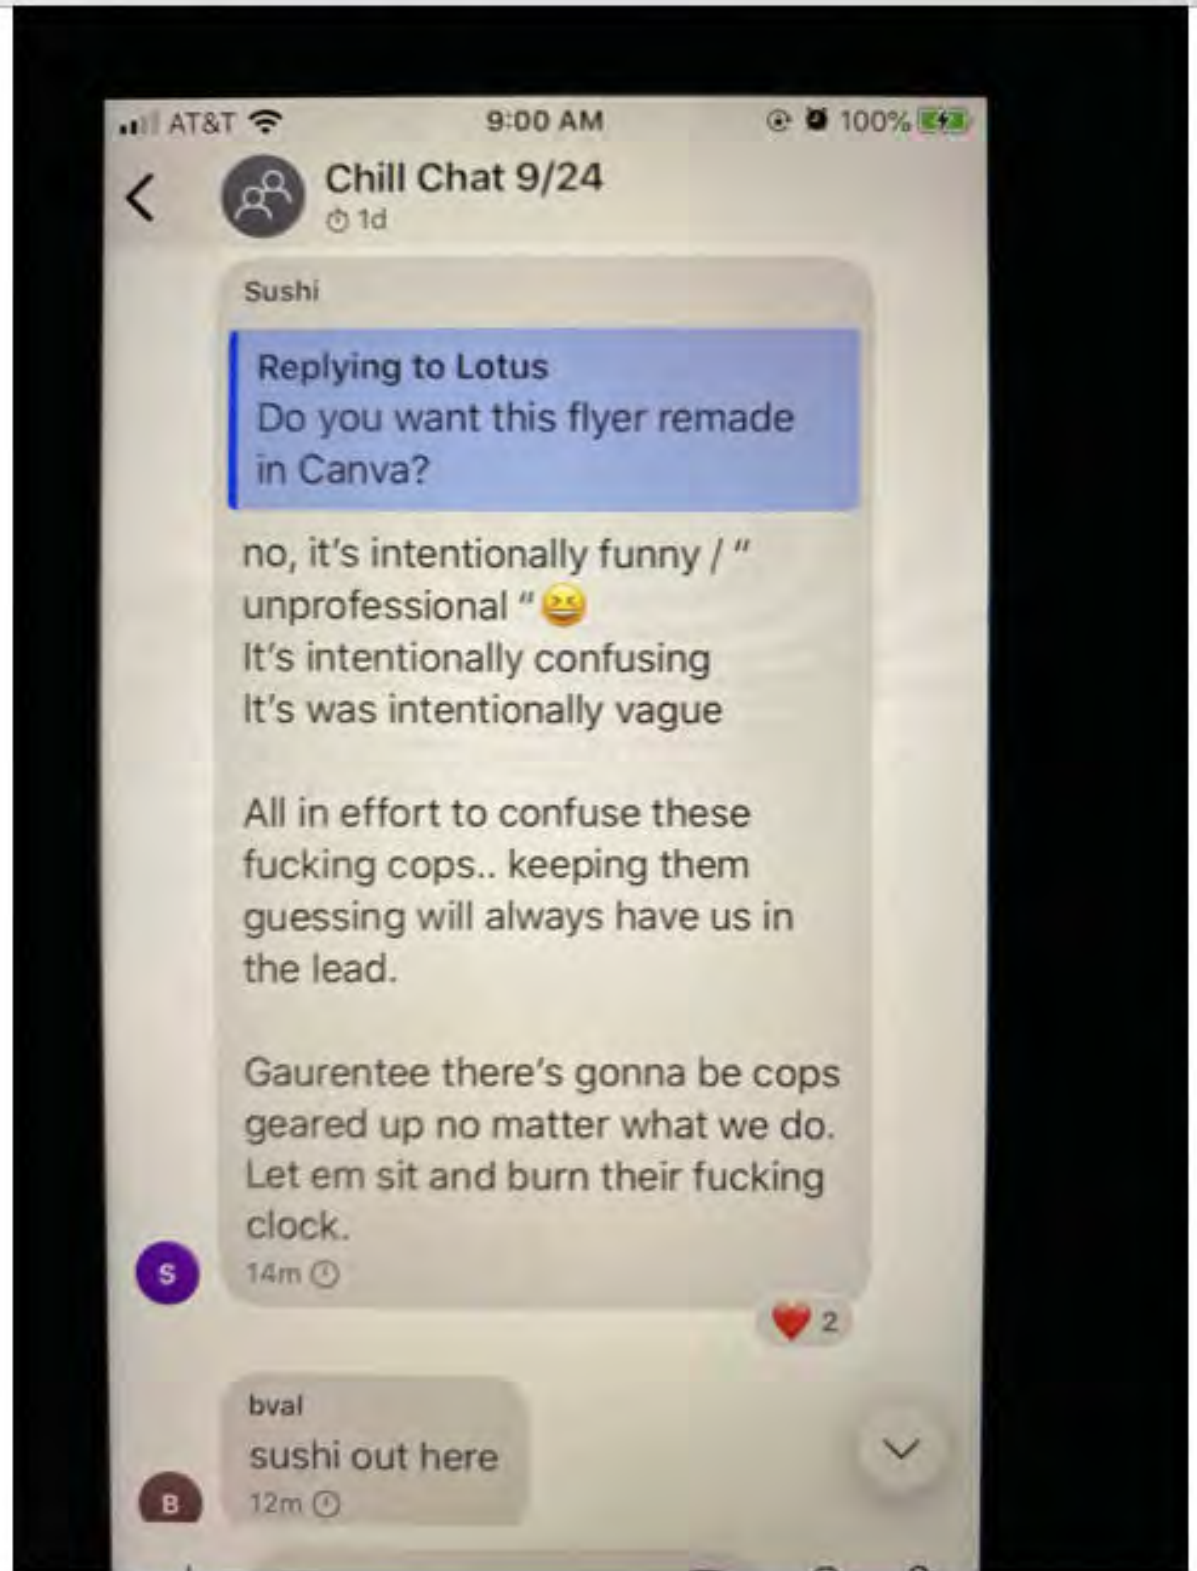 AT&T 9:00 AM 100%
Chill Chat 9/24
1d
Sushi
Replying to Lotus
Do you want this flyer remade
in Canva?
no, it's intentionally funny / "
unprofessional " 😆
It's intentionally confusing
It's was intentionally vague
All in effort to confuse these
fucking cops.. keeping them
guessing will always have us in
the lead.
Gaurentee there's gonna be cops
geared up no matter what we do.
Let em sit and burn their fucking
clock.
S
14m
❤️ 2
bval
sushi out here
B
12m